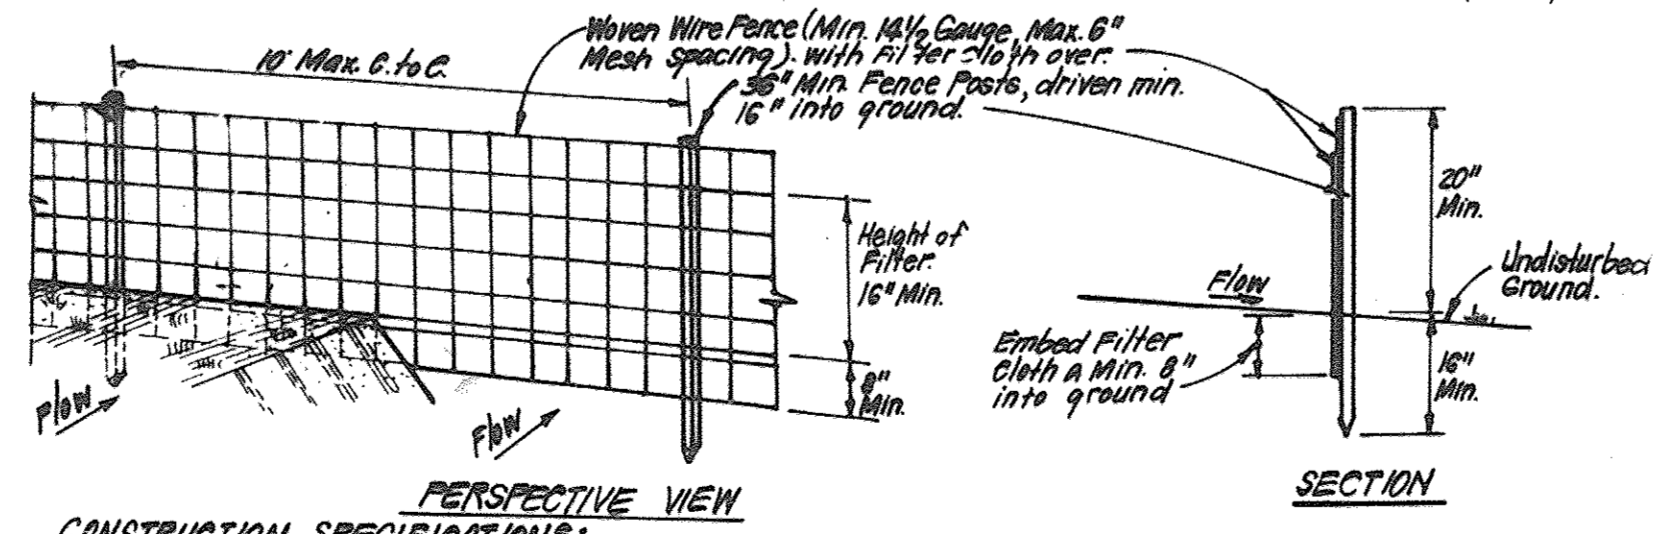 Woven Wire Fence (Min. 14½ Gauge, Max. 6"
Mesh spacing). with Filter Cloth over.
36" Min. Fence Posts, driven min.
16" into ground.
10' Max. C. to C.
Height of
Filter.
16" Min.
8"
Min.
Flow
Flow
PERSPECTIVE VIEW
20"
Min.
Undisturbed
Ground.
Flow
Embed Filter
Cloth a Min. 8"
into ground
16"
Min.
SECTION
CONSTRUCTION SPECIFICATIONS: